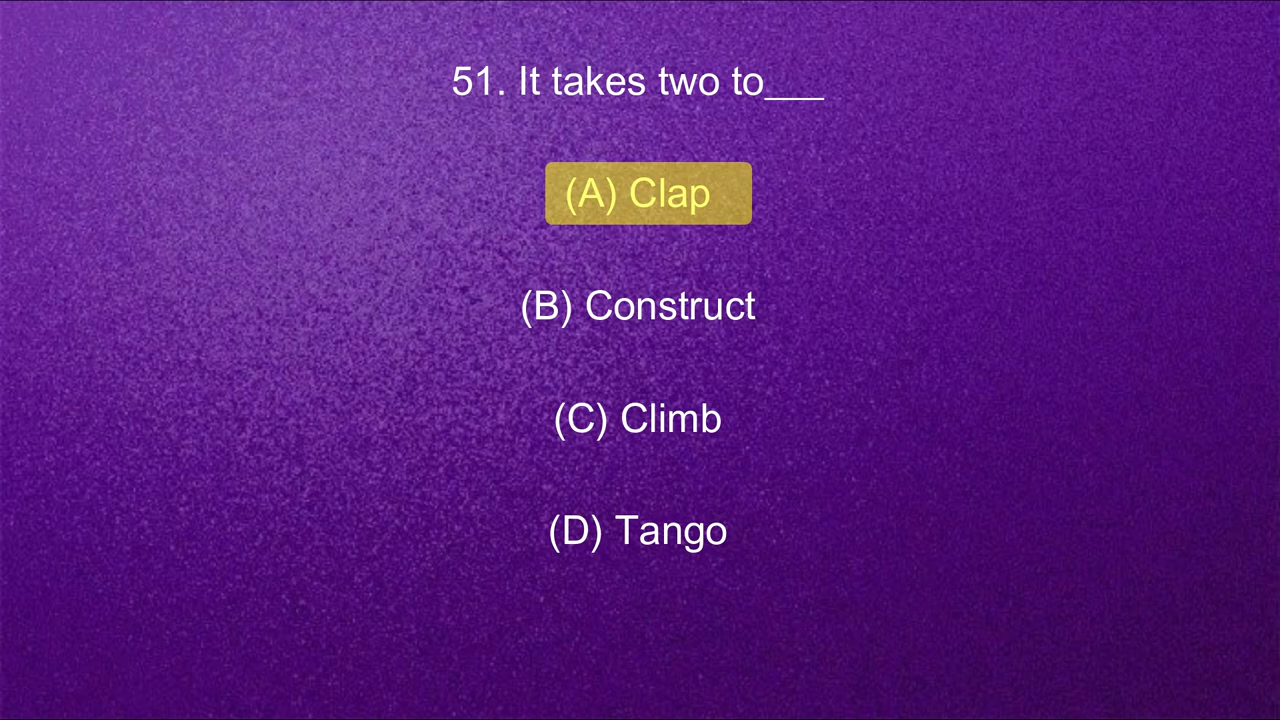 51. It takes two to___
(A) Clap
(B) Construct
(C) Climb
(D) Tango